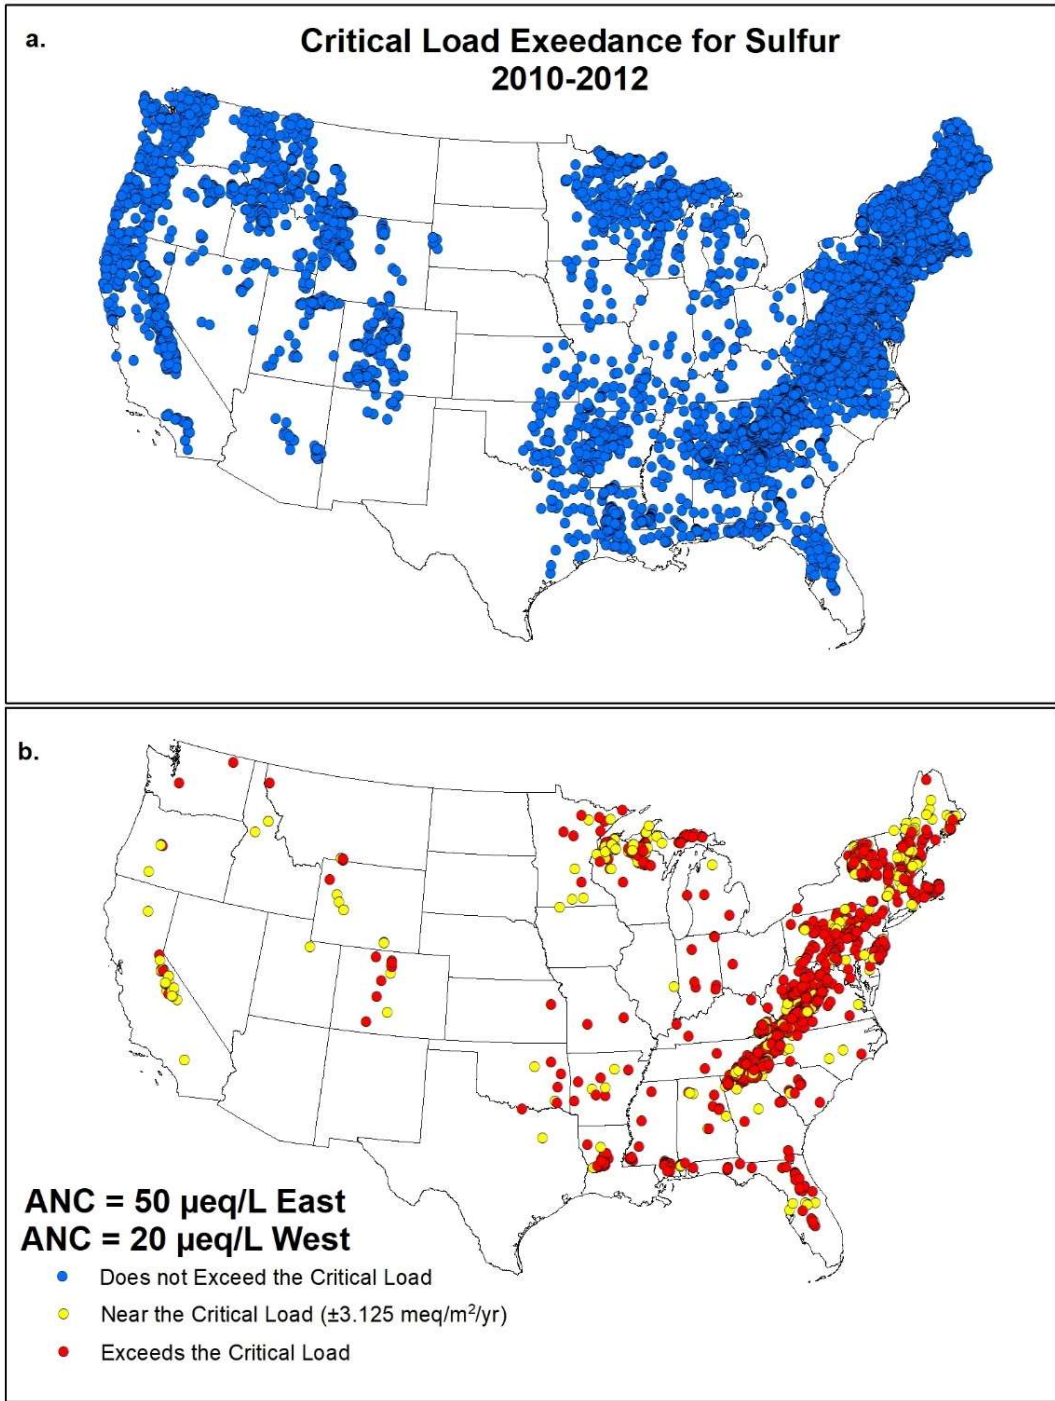 a.
Critical Load Exeedance for Sulfur
2010-2012
b.
ANC = 50 µeq/L East
ANC = 20 µeq/L West
Does not Exceed the Critical Load
Near the Critical Load (±3.125 meq/m²/yr)
Exceeds the Critical Load